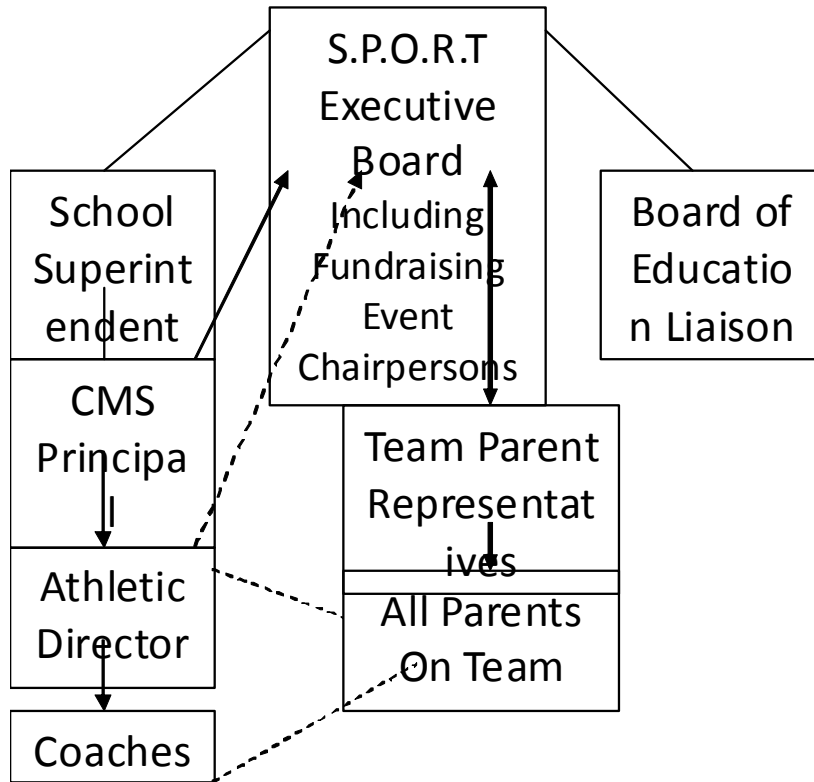 S.P.O.R.T
Executive
Board
Including
Fundraising
Event
Chairpersons
School
Superint
endent
Board of
Educatio
n Liaison
CMS
Principa
l
Team Parent
Representat
ives
Athletic
Director
All Parents
On Team
Coaches